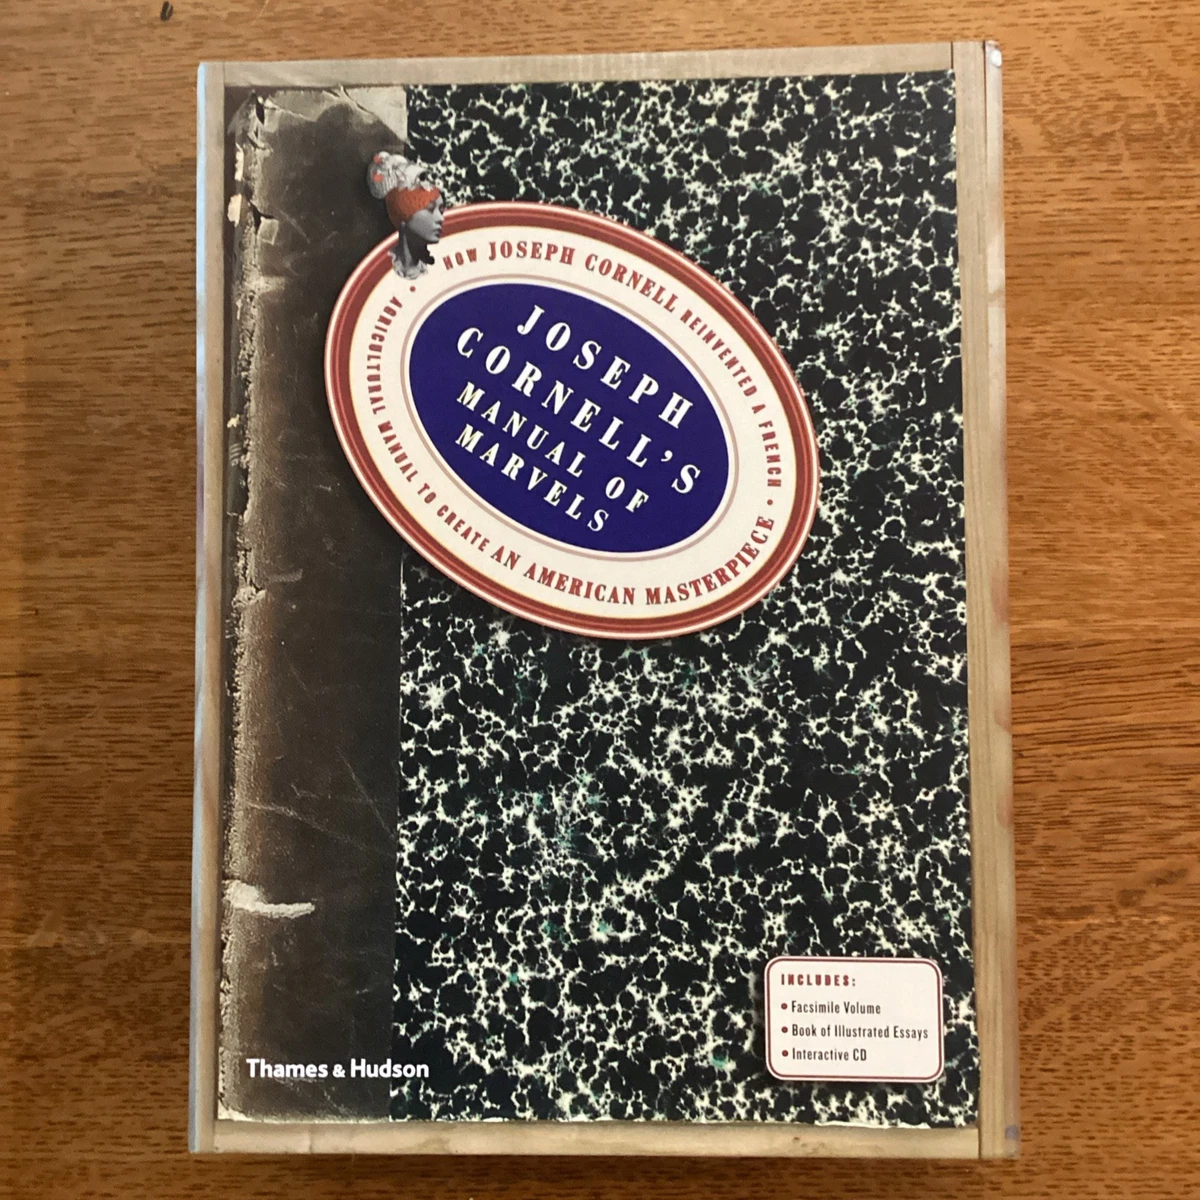 HOW JOSEPH CORNELL REINVENTED A FRENCH •
AGRICULTURAL MANUAL TO CREATE AN AMERICAN MASTERPIECE •
JOSEPH
CORNELL'S
MANUAL OF
MARVELS
INCLUDES:
• Facsimile Volume
• Book of Illustrated Essays
• Interactive CD
Thames & Hudson